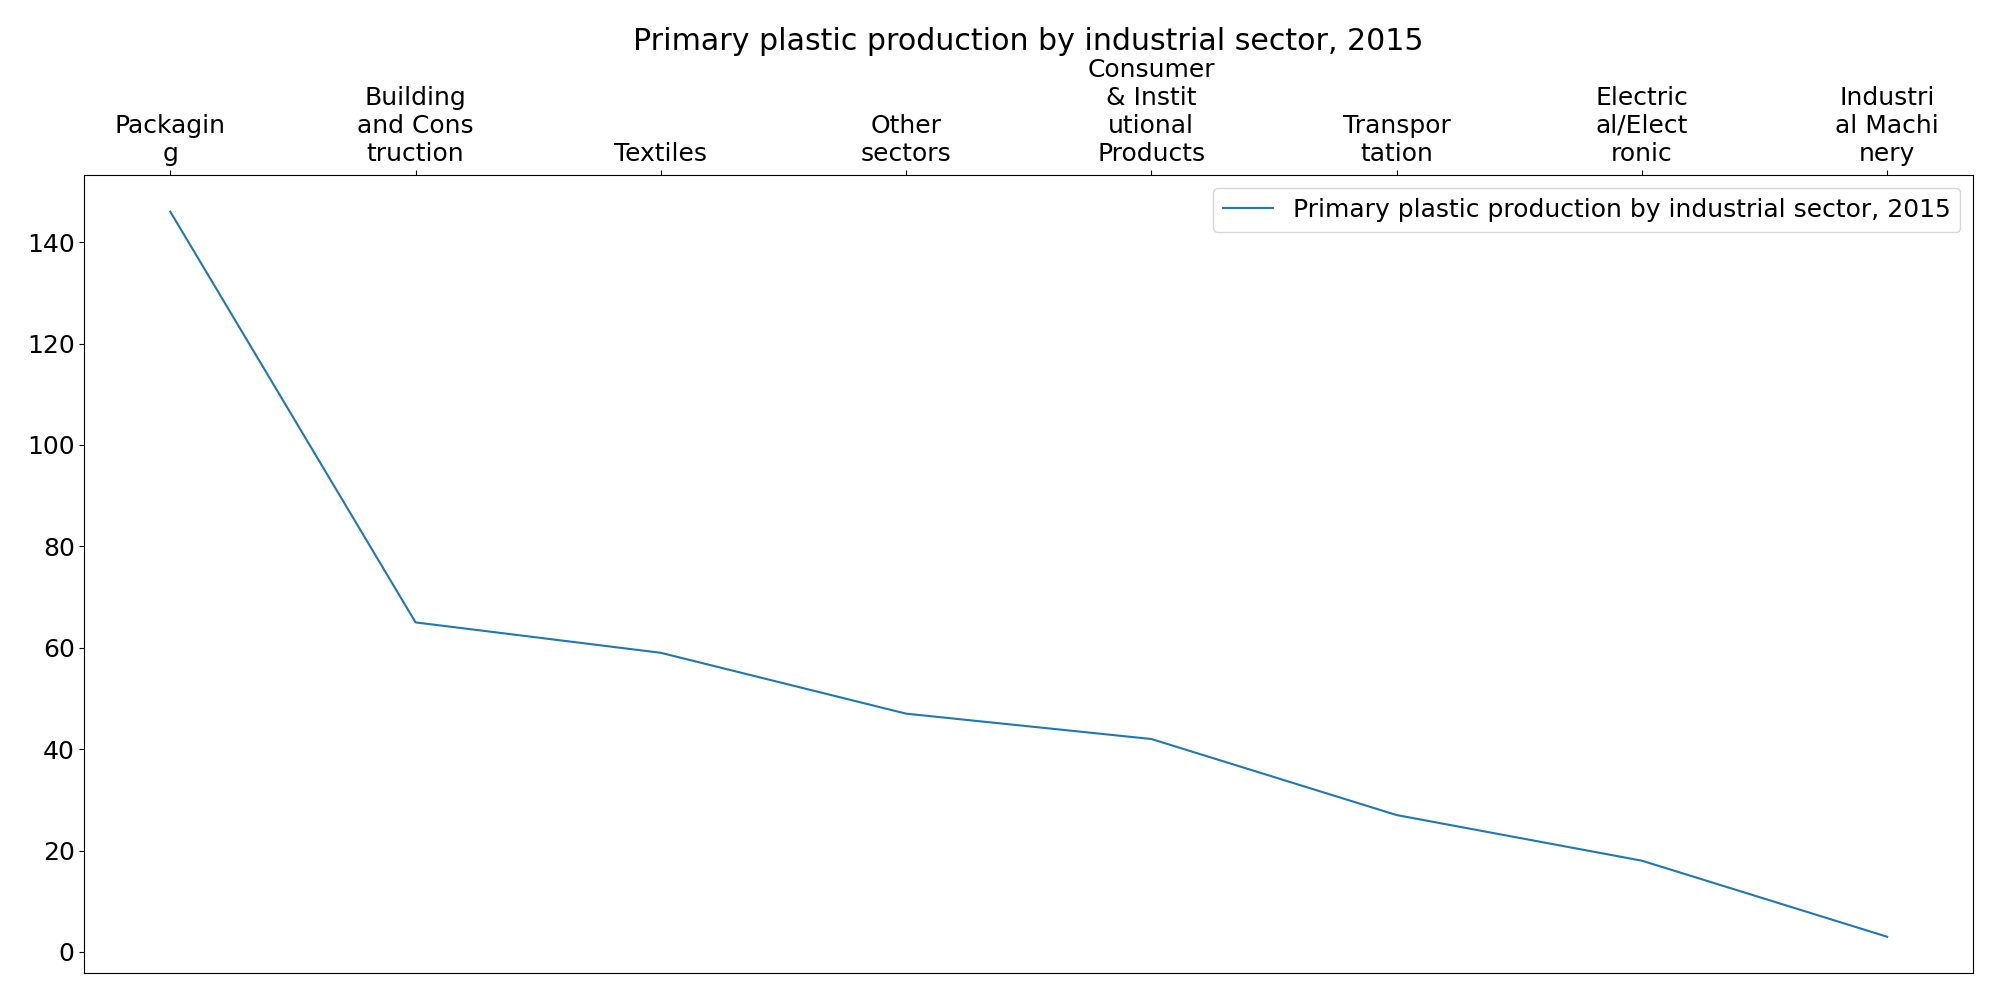 Primary plastic production by industrial sector, 2015
Packagin
g
Building
and Cons
truction
Textiles
Other
sectors
Consumer
& Instit
utional
Products
Transpor
tation
Electric
al/Elect
ronic
Industri
al Machi
nery
Primary plastic production by industrial sector, 2015
140
120
100
80
60
40
20
0